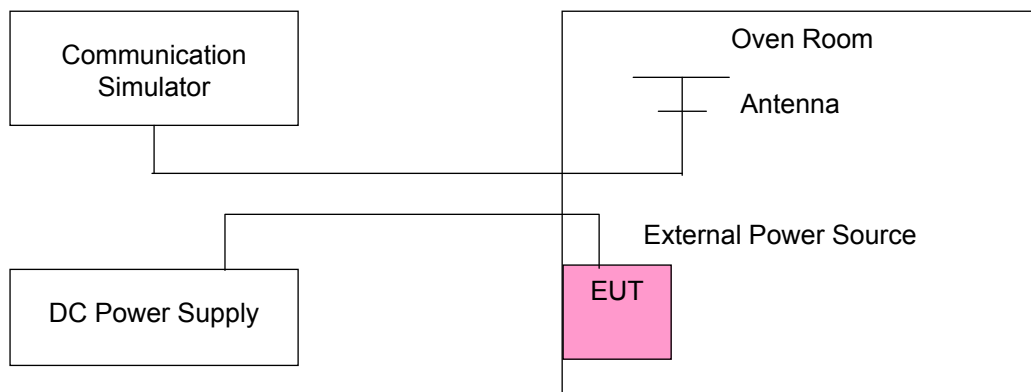 Communication
Simulator
Oven Room
Antenna
External Power Source
EUT
DC Power Supply